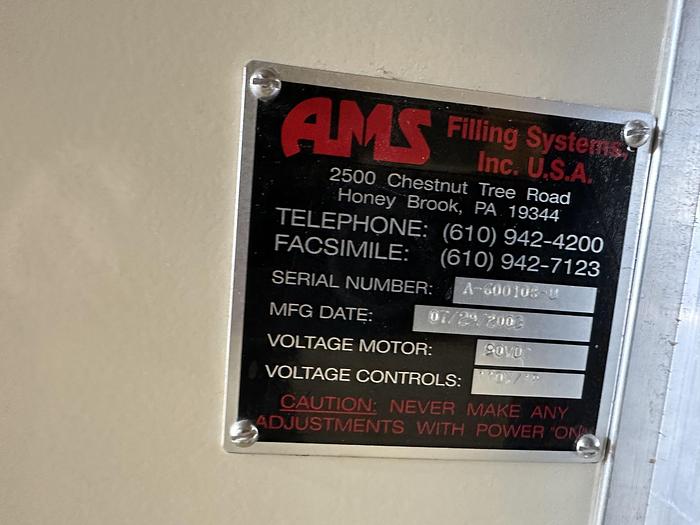 AMS Filling Systems,
Inc. U.S.A.
2500 Chestnut Tree Road
Honey Brook, PA 19344
TELEPHONE: (610) 942-4200
FACSIMILE: (610) 942-7123
SERIAL NUMBER:
MFG DATE:
VOLTAGE MOTOR:
VOLTAGE CONTROLS:
CAUTION: NEVER MAKE ANY
ADJUSTMENTS WITH POWER "ON"